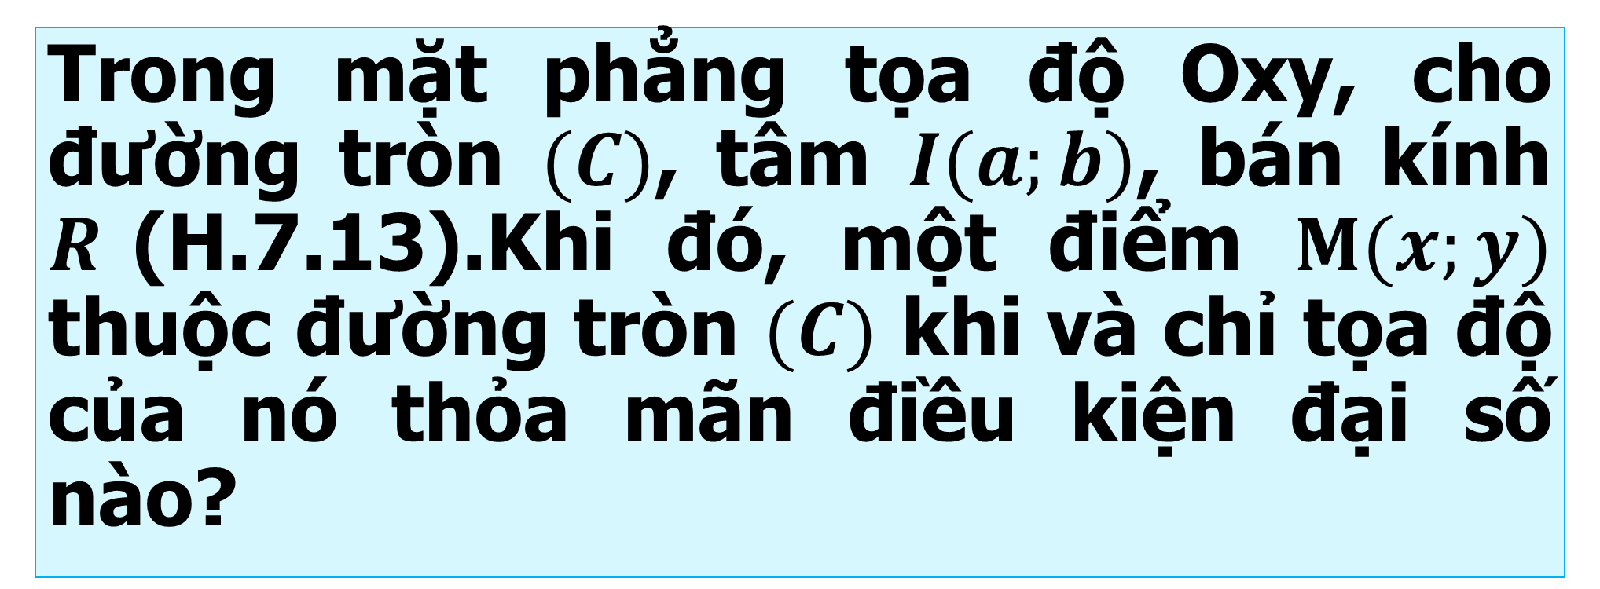 Trong mặt phẳng tọa độ Oxy, cho
đường tròn (C), tâm I(a; b), bán kính
R (H.7.13).Khi đó, một điểm M(x; y)
thuộc đường tròn (C) khi và chỉ tọa độ
của nó thỏa mãn điều kiện đại số
nào?